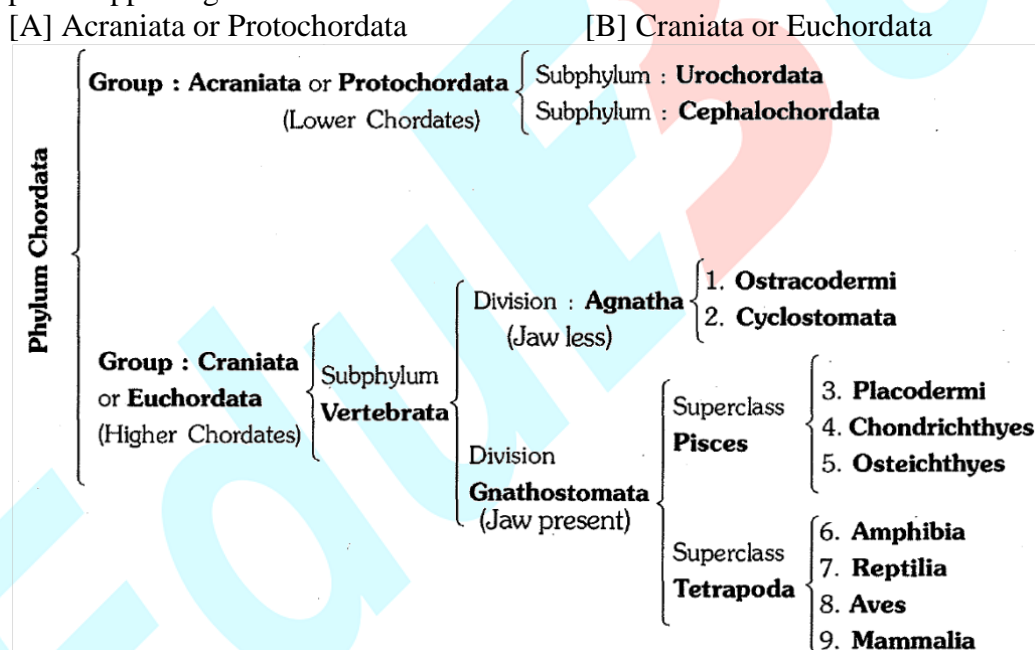 [A] Acraniata or Protochordata [B] Craniata or Euchordata
Group : Acraniata or Protochordata
(Lower Chordates)
Subphylum : Urochordata
Subphylum : Cephalochordata
Phylum Chordata
Group : Craniata
or Euchordata
(Higher Chordates)
Subphylum
Vertebrata
Division : Agnatha
(Jaw less)
1. Ostracodermi
2. Cyclostomata
Division
Gnathostomata
(Jaw present)
Superclass
Pisces
3. Placodermi
4. Chondrichthyes
5. Osteichthyes
Superclass
Tetrapoda
6. Amphibia
7. Reptilia
8. Aves
9. Mammalia